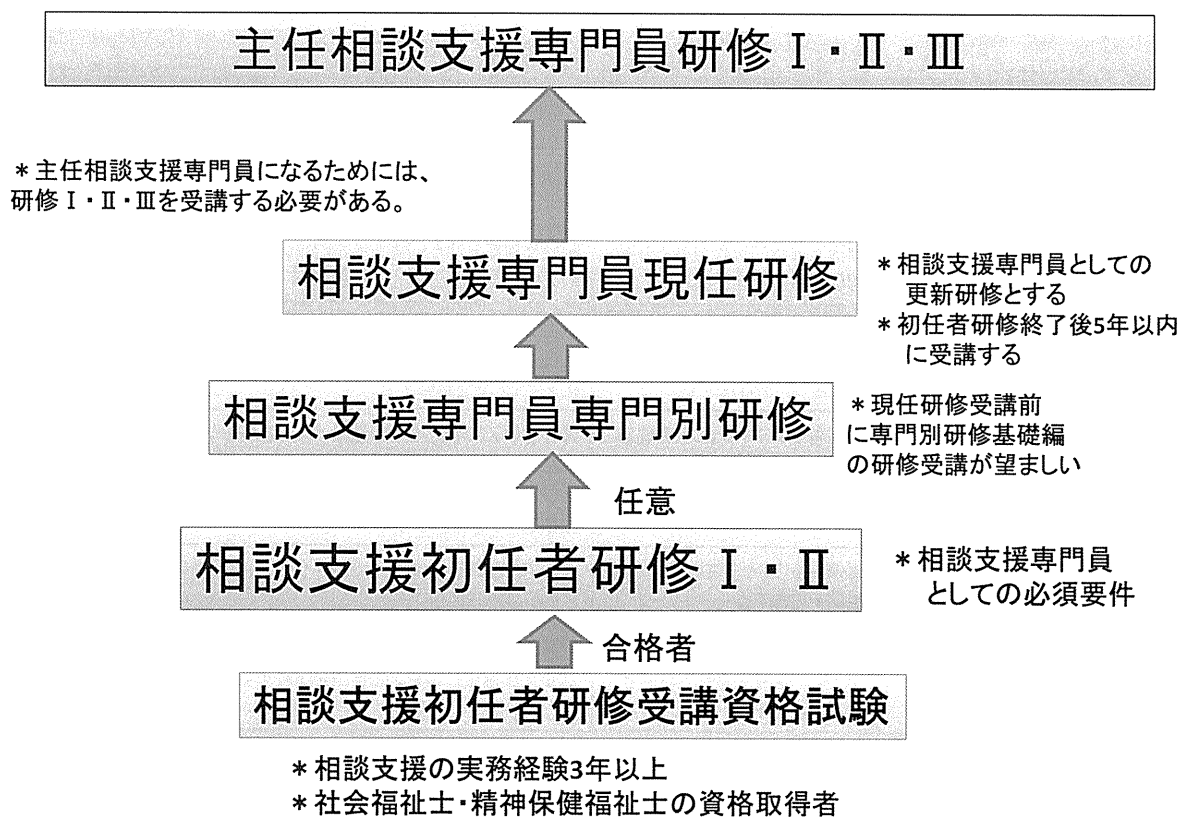 主任相談支援専門員研修Ⅰ・Ⅱ・Ⅲ
＊主任相談支援専門員になるためには、
研修Ⅰ・Ⅱ・Ⅲを受講する必要がある。
相談支援専門員現任研修
＊相談支援専門員としての
更新研修とする
＊初任者研修終了後5年以内
に受講する
相談支援専門員専門別研修
＊現任研修受講前
に専門別研修基礎編
の研修受講が望ましい
任意
相談支援初任者研修Ⅰ・Ⅱ
＊相談支援専門員
としての必須要件
合格者
相談支援初任者研修受講資格試験
＊相談支援の実務経験3年以上
＊社会福祉士・精神保健福祉士の資格取得者